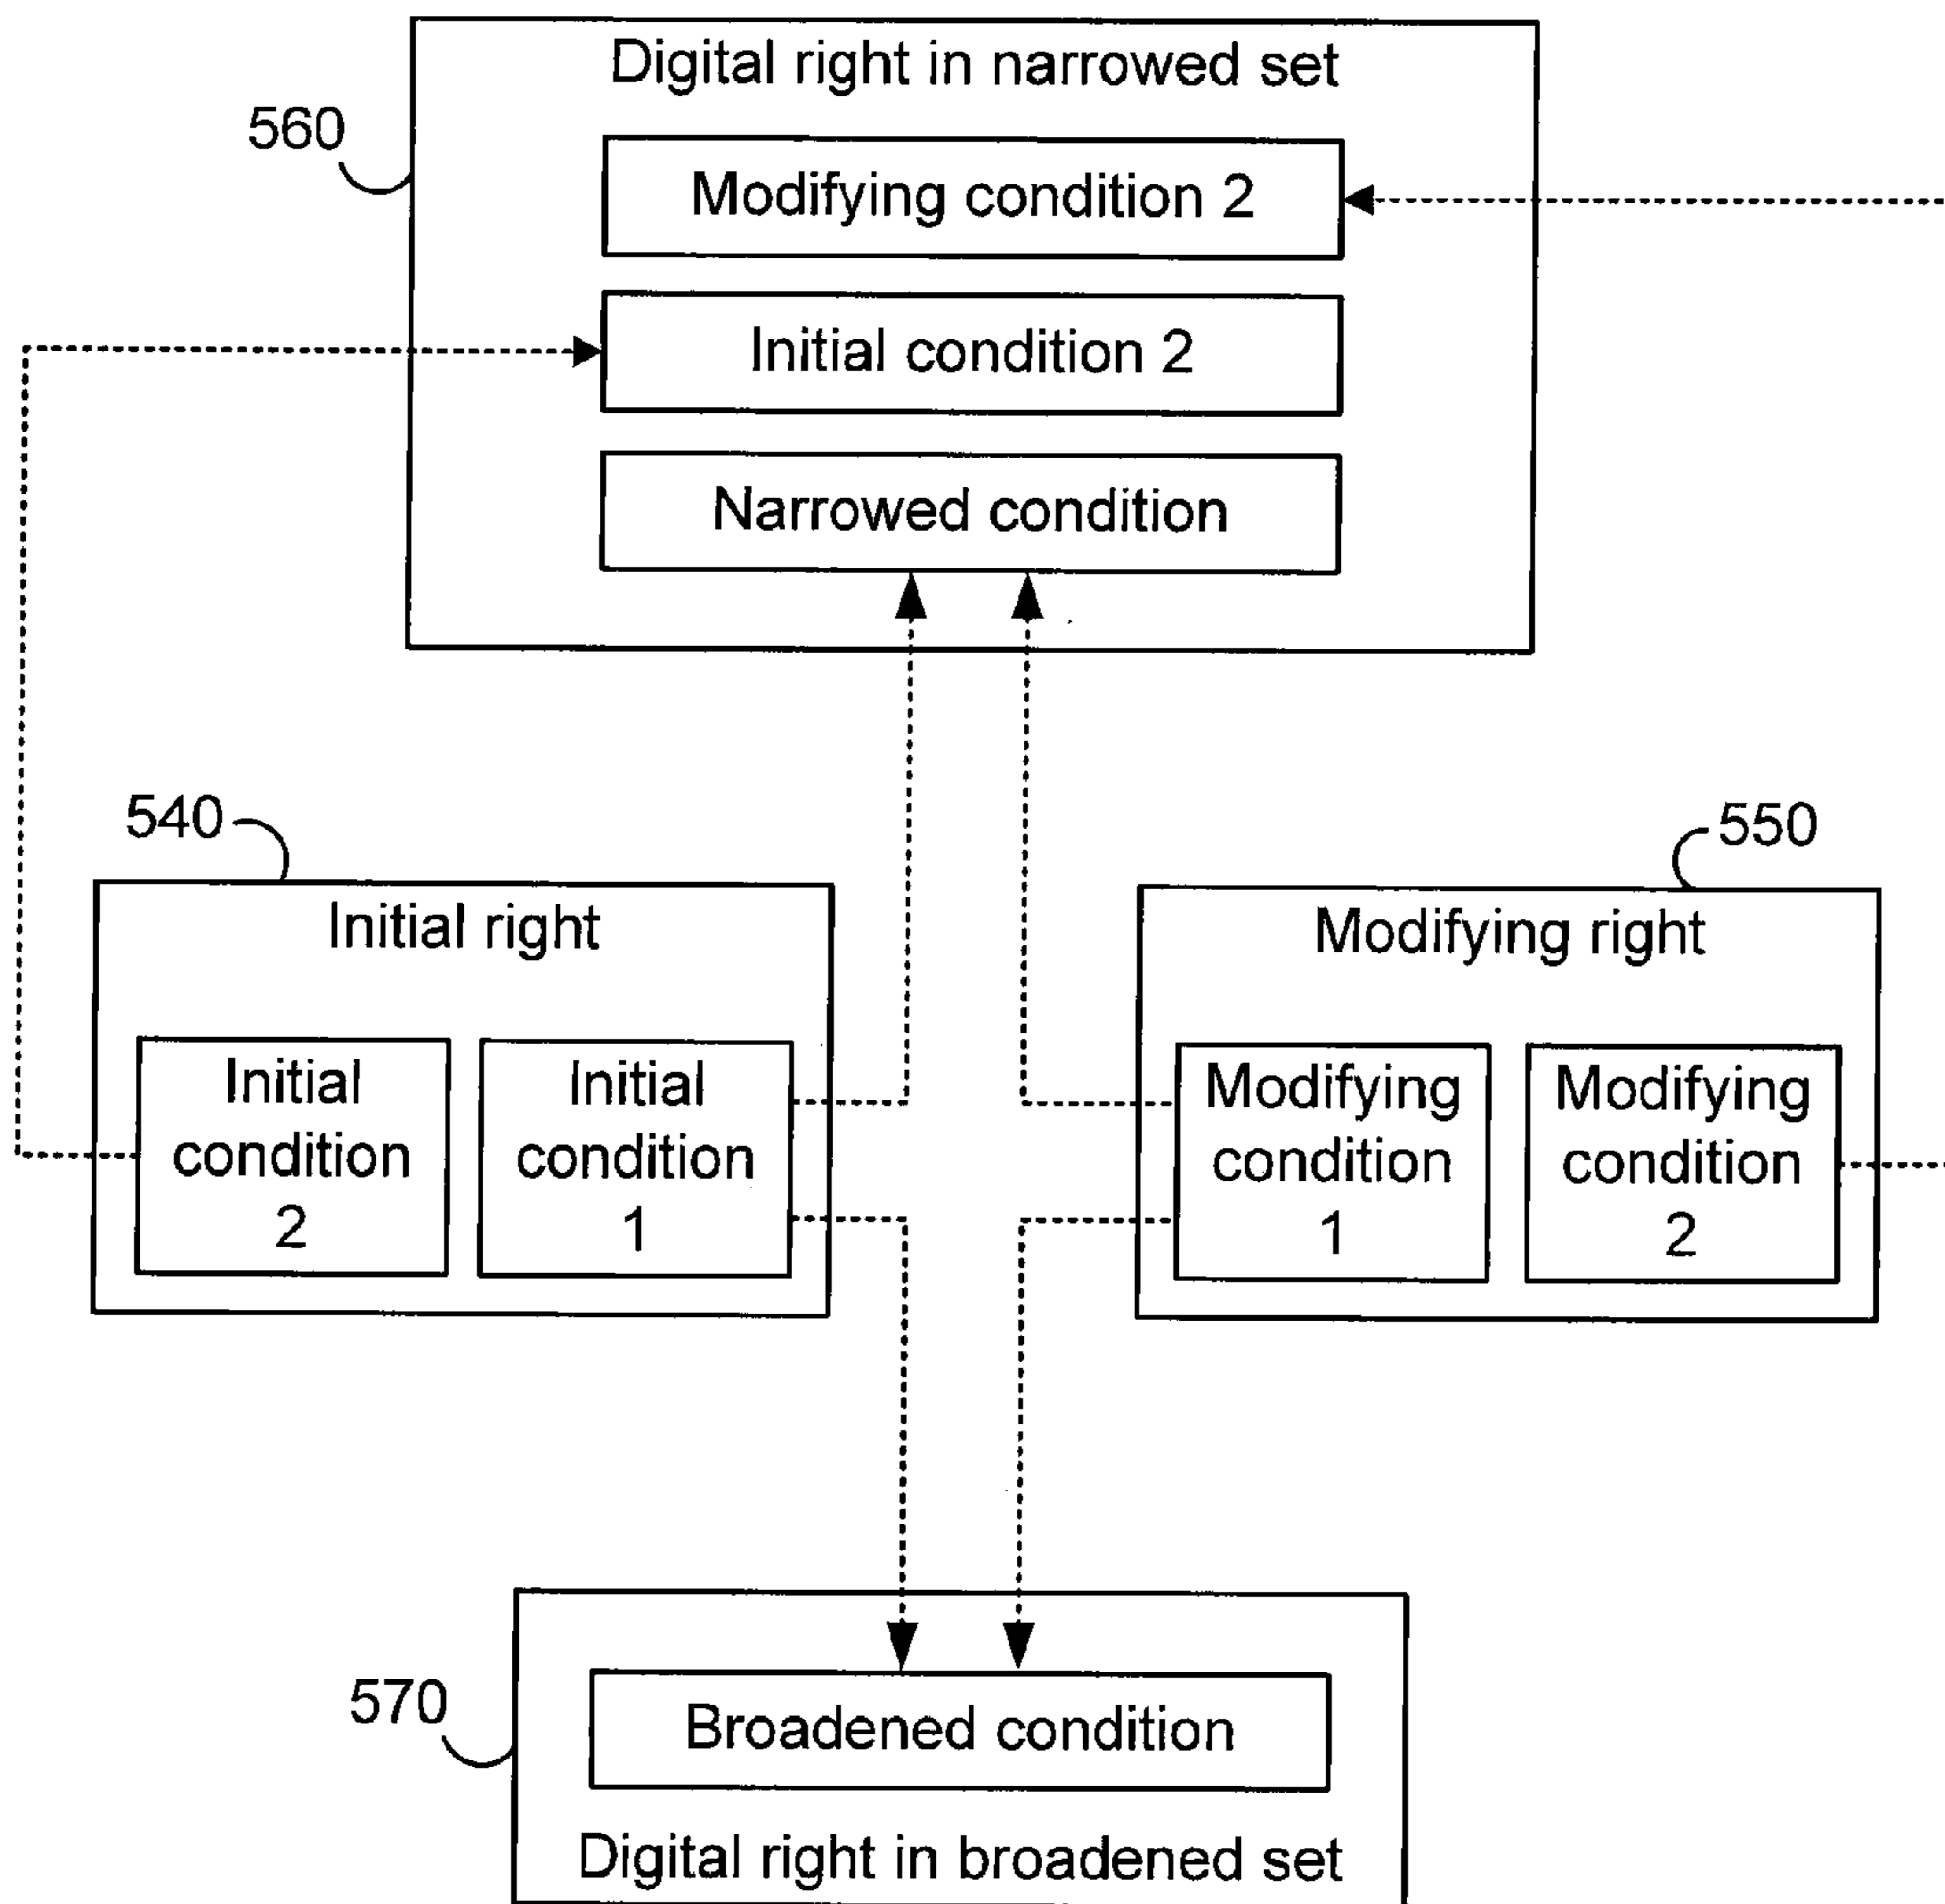 Digital right in narrowed set
560
Modifying condition 2
Initial condition 2
Narrowed condition
540
550
Initial right
Modifying right
Initial
condition
2
Initial
condition
1
Modifying
condition
1
Modifying
condition
2
570
Broadened condition
Digital right in broadened set